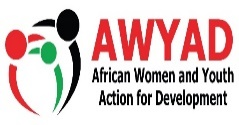 AWYAD
African Women and Youth
Action for Development